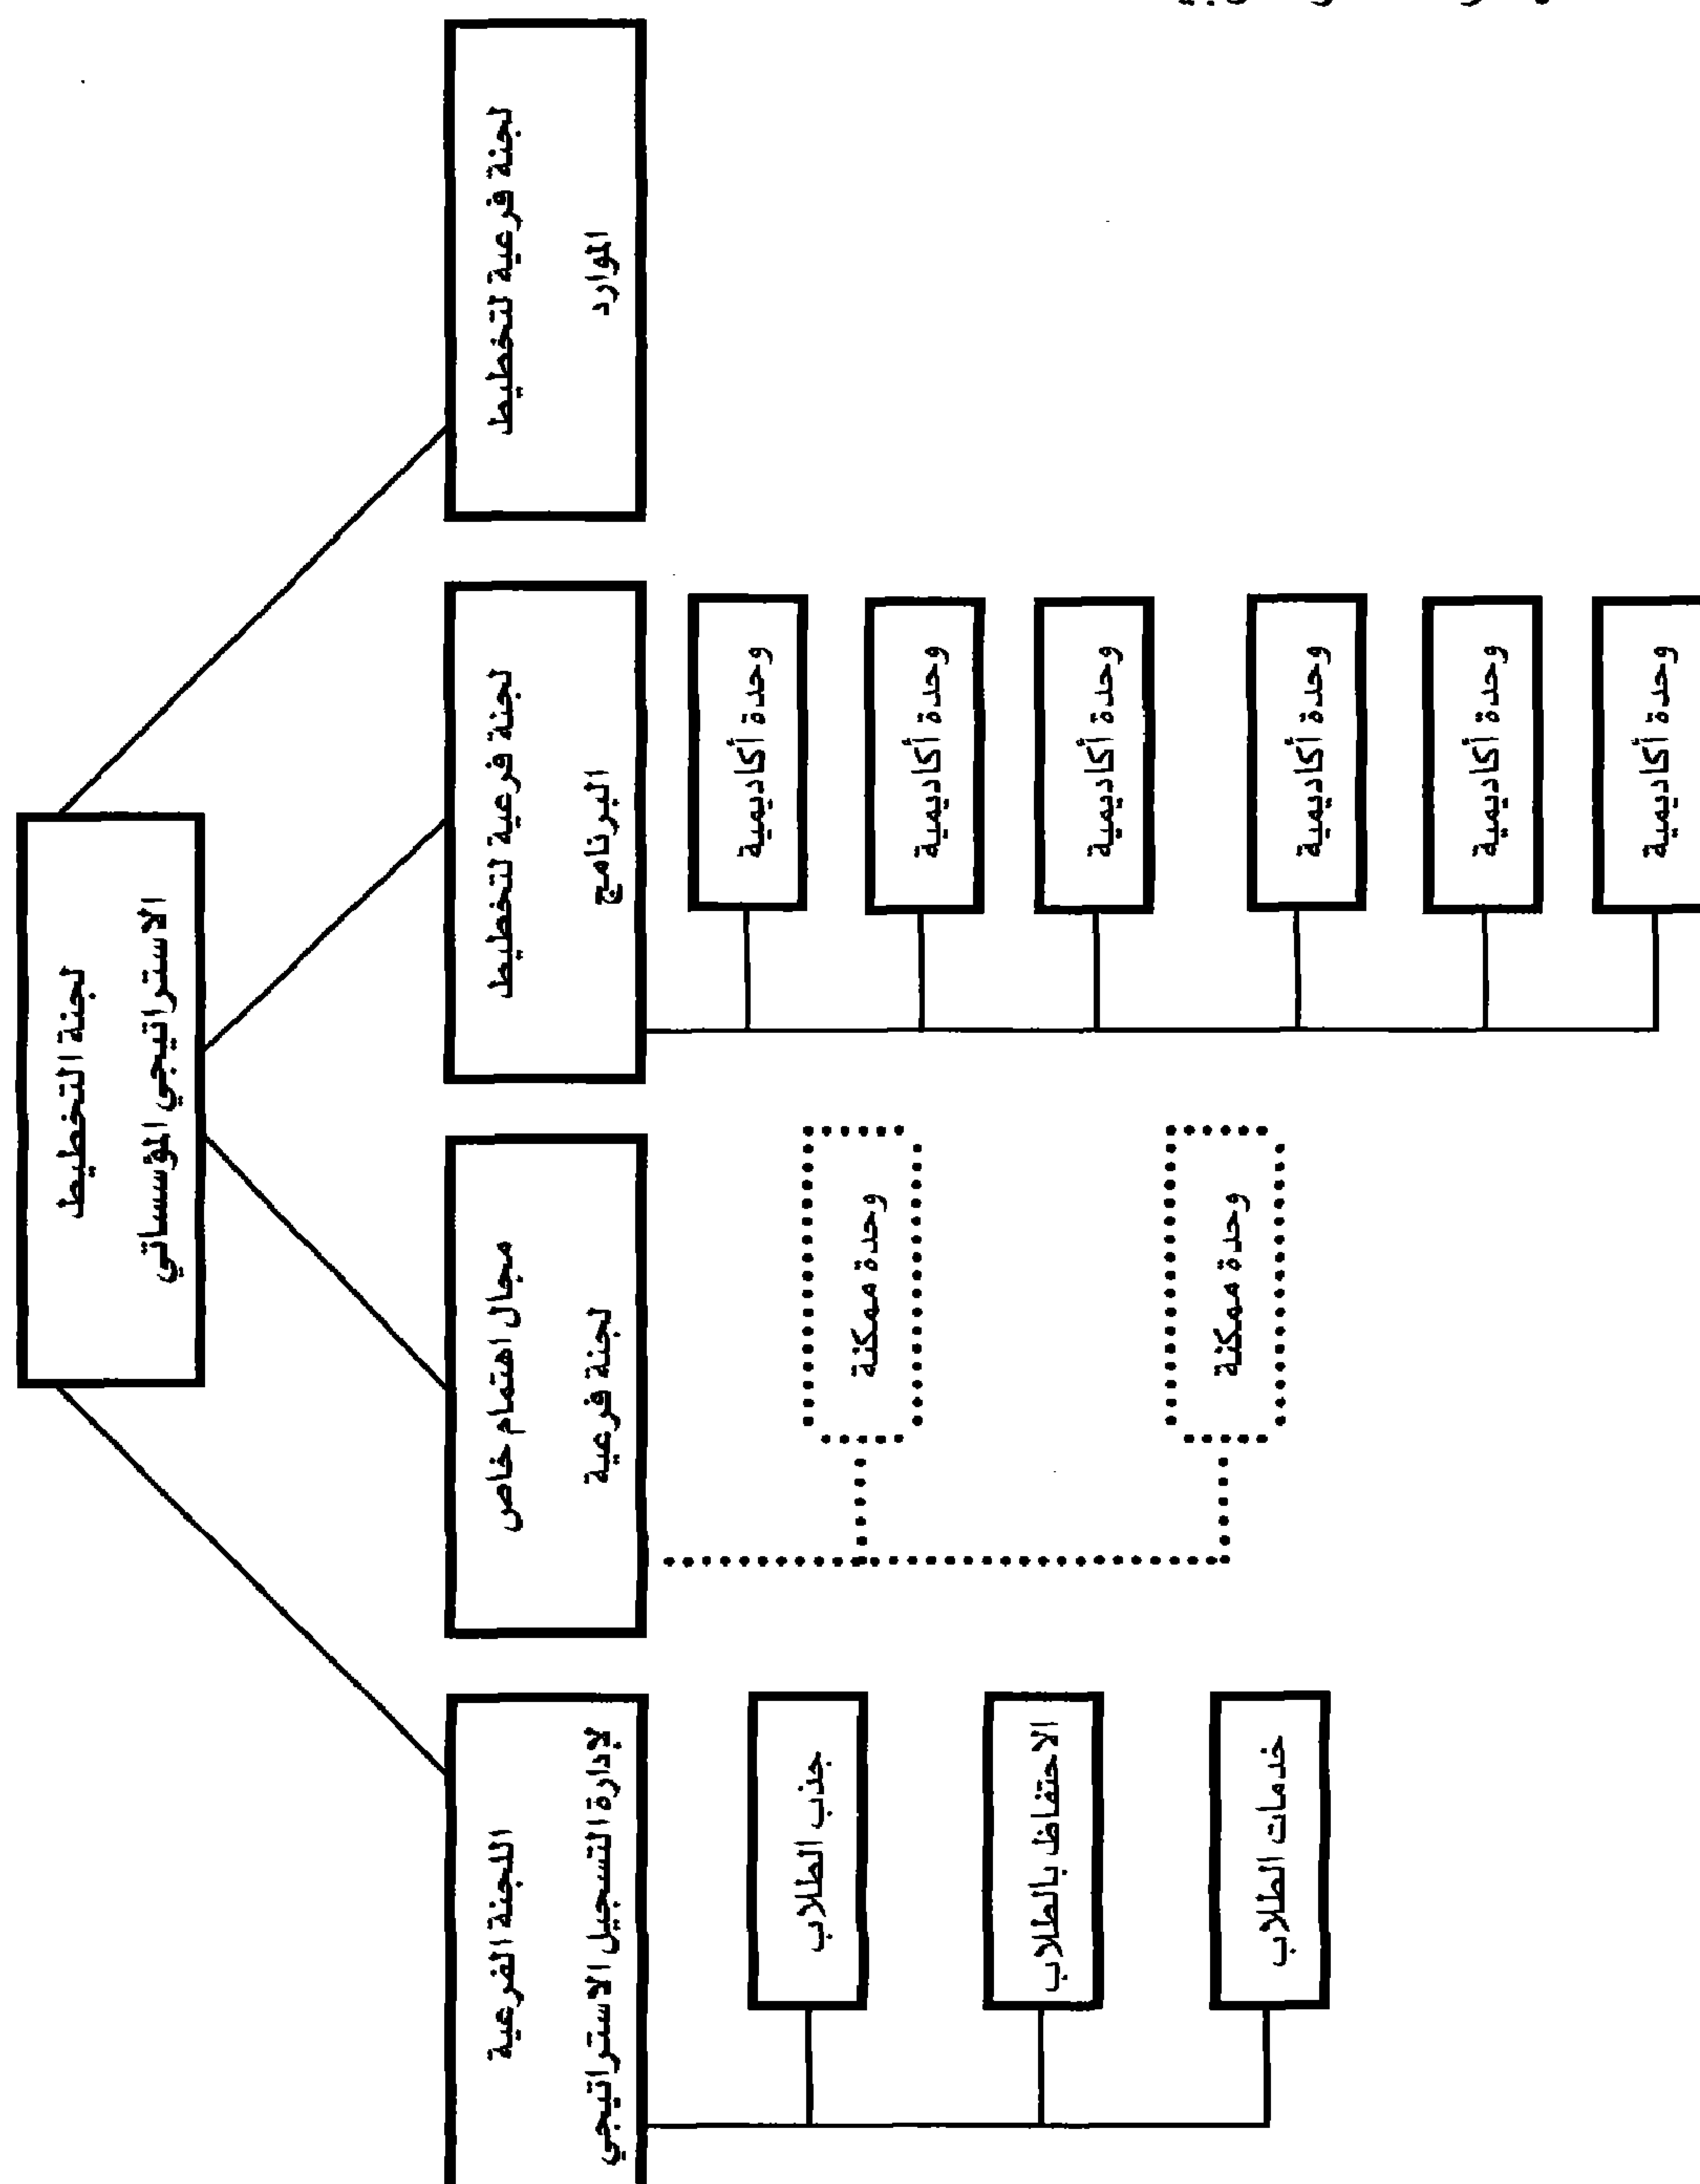 لجنة التخطيط
الاستراتيجي المؤسساتي
لجنة فرعية لتخطيط
الموارد
لجنة فرعية لتخطيط
البرنامج
وحدة أكاديمية
وحدة أكاديمية
وحدة أكاديمية
وحدة أكاديمية
وحدة أكاديمية
وحدة أكاديمية
مجال اهتمام خاص
لجنة فرعية
وحدة ممكنة
وحدة ممكنة
اللجنة الفرعية
لإدارة التسجيل الاستراتيجي
جذب الطلاب
الاحتفاظ بالطلاب
خدمات الطلاب